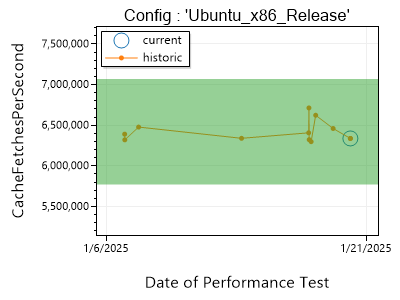 Config : 'Ubuntu_x86_Release'
current
historic
CacheFetchesPerSecond
7,500,000
7,000,000
6,500,000
6,000,000
5,500,000
1/6/2025
1/21/2025
Date of Performance Test